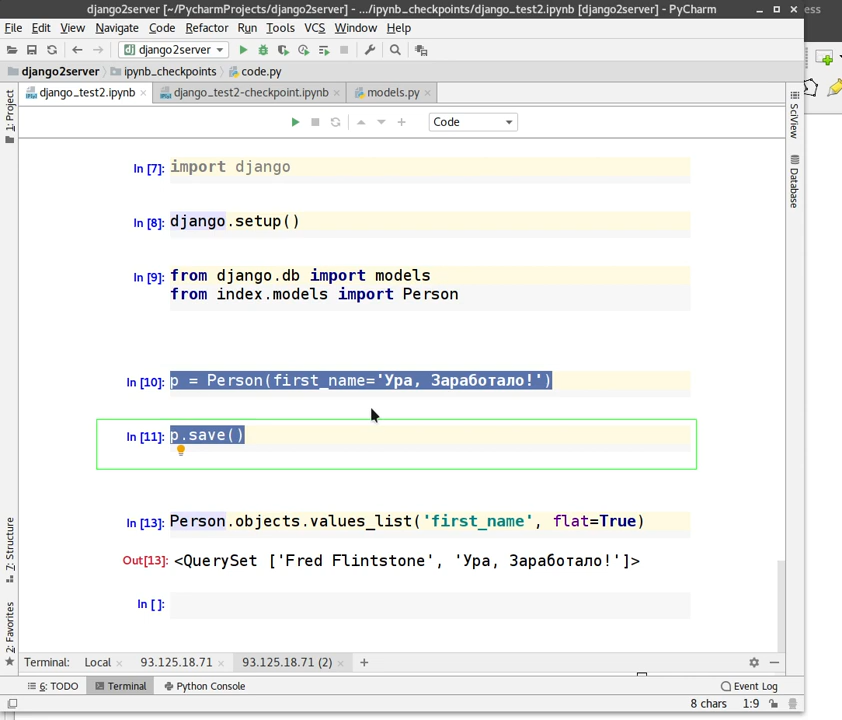 django2server [~/PycharmProjects/django2server] - .../ipynb_checkpoints/django_test2.ipynb [django2server] - PyCharm
ess
File Edit View Navigate Code Refactor Run Tools VCS Window Help
django2server
django2server ipynb_checkpoints code.py
django_test2.ipynb django_test2-checkpoint.ipynb models.py
1: Project
SciView
Database
Code
In [7]: import django
In [8]: django.setup()
In [9]: from django.db import models
from index.models import Person
In [10]: p = Person(first_name='Ура, Заработало!')
In [11]: p.save()
In [13]: Person.objects.values_list('first_name', flat=True)
Out[13]: <QuerySet ['Fred Flintstone', 'Ура, Заработало!']>
In [ ]:
7: Structure
2: Favorites
Terminal: Local 93.125.18.71 93.125.18.71 (2)
6: TODO Terminal Python Console Event Log
8 chars 1:9